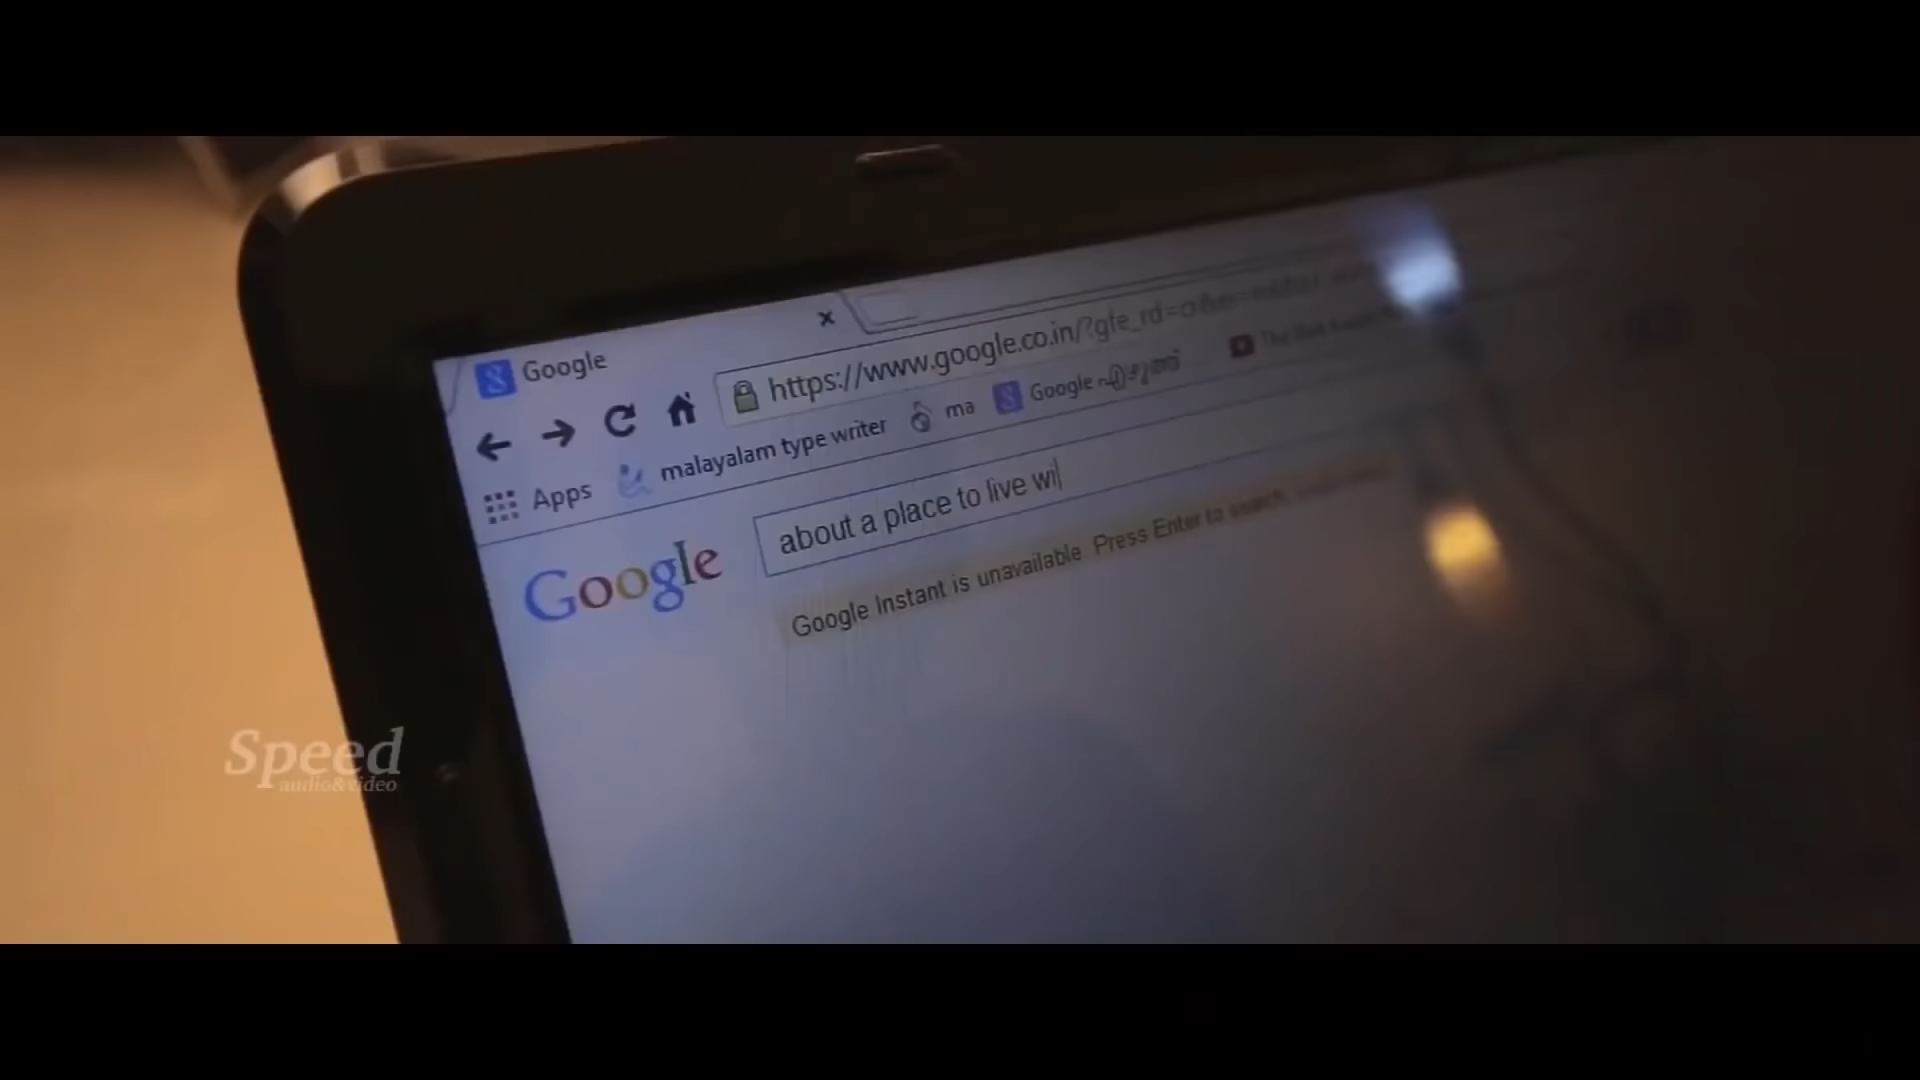 Google
https://www.google.co.in/?gfe_rd=
Apps malayalam type writer ma Google
Google about a place to live wi
Google Instant is unavailable. Press Enter to search.
Speed
audio&video